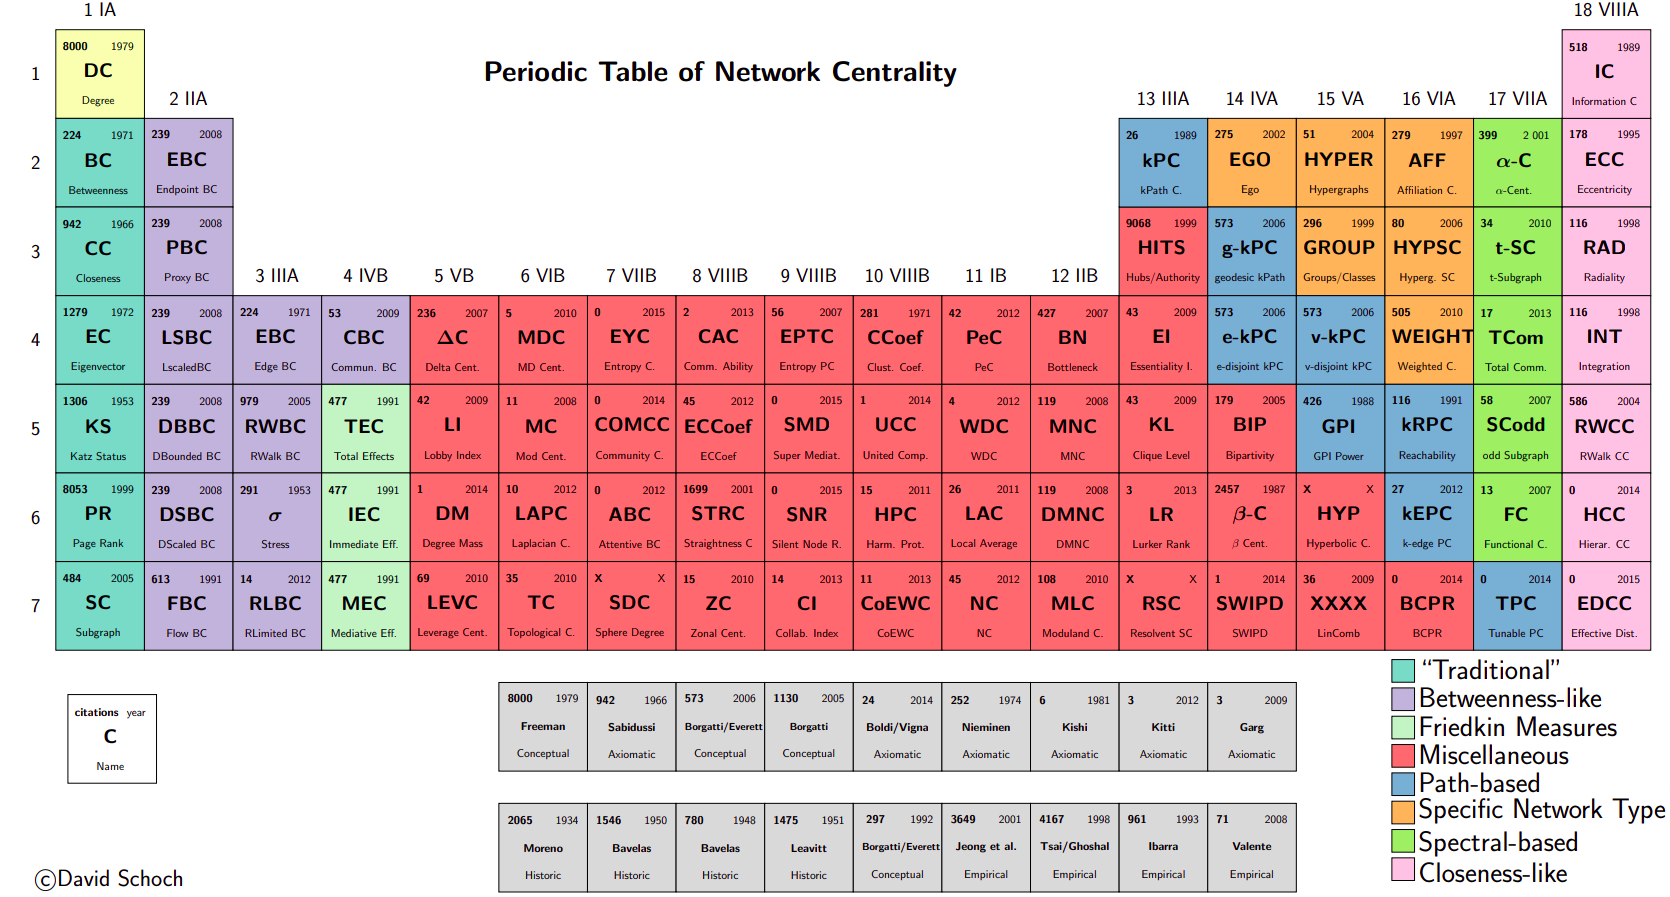 1 IA
18 VIIIA
8000 1979
DC
Degree
Periodic Table of Network Centrality
518 1989
IC
Information C
1
2 IIA
13 IIIA
14 IVA
15 VA
16 VIA
17 VIIA
2
224 1971
BC
Betweenness
239 2008
EBC
Endpoint BC
26 1989
kPC
kPath C.
275 2002
EGO
Ego
51 2004
HYPER
Hypergraphs
279 1997
AFF
Affiliation C.
399 2 001
α-C
α-Cent.
178 1995
ECC
Eccentricity
3
942 1966
CC
Closeness
239 2008
PBC
Proxy BC
9068 1999
HITS
Hubs/Authority
573 2006
g-kPC
geodesic kPath
296 1999
GROUP
Groups/Classes
80 2006
HYPSC
Hyperg. SC
34 2010
t-SC
t-Subgraph
116 1998
RAD
Radiality
3 IIIA
4 IVB
5 VB
6 VIB
7 VIIB
8 VIIIB
9 VIIIB
10 VIIIB
11 IB
12 IIB
4
1279 1972
EC
Eigenvector
239 2008
LSBC
LscaledBC
224 1971
EBC
Edge BC
53 2009
CBC
Commun. BC
236 2007
ΔC
Delta Cent.
5 2010
MDC
MD Cent.
0 2015
EYC
Entropy C.
2 2013
CAC
Comm. Ability
56 2007
EPTC
Entropy PC
281 1971
CCoef
Clust. Coef.
42 2012
PeC
PeC
427 2007
BN
Bottleneck
43 2009
EI
Essentiality I.
573 2006
e-kPC
e-disjoint kPC
573 2006
v-kPC
v-disjoint kPC
505 2010
WEIGHT
Weighted C.
17 2013
TCom
Total Comm.
116 1998
INT
Integration
5
1306 1953
KS
Katz Status
239 2008
DBBC
DBounded BC
979 2005
RWBC
RWalk BC
477 1991
TEC
Total Effects
42 2009
LI
Lobby Index
11 2008
MC
Mod Cent.
0 2014
COMCC
Community C.
45 2012
ECCoef
ECCoef
0 2015
SMD
Super Mediat.
1 2014
UCC
United Comp.
4 2012
WDC
WDC
119 2008
MNC
MNC
43 2009
KL
Clique Level
179 2005
BIP
Bipartivity
426 1988
GPI
GPI Power
116 1991
kRPC
Reachability
58 2007
SCodd
odd Subgraph
586 2004
RWCC
RWalk CC
6
8053 1999
PR
Page Rank
239 2008
DSBC
DScaled BC
291 1953
σ
Stress
477 1991
IEC
Immediate Eff.
1 2014
DM
Degree Mass
10 2012
LAPC
Laplacian C.
0 2012
ABC
Attentive BC
1699 2001
STRC
Straightness C
0 2015
SNR
Silent Node R.
15 2011
HPC
Harm. Prot.
26 2011
LAC
Local Average
119 2008
DMNC
DMNC
3 2013
LR
Lurker Rank
2457 1987
β-C
β Cent.
X X
HYP
Hyperbolic C.
27 2012
kEPC
k-edge PC
13 2007
FC
Functional C.
0 2014
HCC
Hierar. CC
7
484 2005
SC
Subgraph
613 1991
FBC
Flow BC
14 2012
RLBC
RLimited BC
477 1991
MEC
Mediative Eff.
69 2010
LEVC
Leverage Cent.
35 2010
TC
Topological C.
X X
SDC
Sphere Degree
15 2010
ZC
Zonal Cent.
14 2013
CI
Collab. Index
11 2013
CoEWC
CoEWC
45 2012
NC
NC
108 2010
MLC
Moduland C.
X X
RSC
Resolvent SC
1 2014
SWIPD
SWIPD
36 2009
XXXX
LinComb
0 2014
BCPR
BCPR
0 2014
TPC
Tunable PC
0 2015
EDCC
Effective Dist.
citations year
C
Name
8000 1979
Freeman
Conceptual
942 1966
Sabidussi
Axiomatic
573 2006
Borgatti/Everett
Conceptual
1130 2005
Borgatti
Conceptual
24 2014
Boldi/Vigna
Axiomatic
252 1974
Nieminen
Axiomatic
6 1981
Kishi
Axiomatic
3 2012
Kitti
Axiomatic
3 2009
Garg
Axiomatic
2065 1934
Moreno
Historic
1546 1950
Bavelas
Historic
780 1948
Bavelas
Historic
1475 1951
Leavitt
Historic
297 1992
Borgatti/Everett
Conceptual
3649 2001
Jeong et al.
Empirical
4167 1998
Tsai/Ghoshal
Empirical
961 1993
Ibarra
Empirical
71 2008
Valente
Empirical
“Traditional”
Betweenness-like
Friedkin Measures
Miscellaneous
Path-based
Specific Network Type
Spectral-based
Closeness-like
©David Schoch